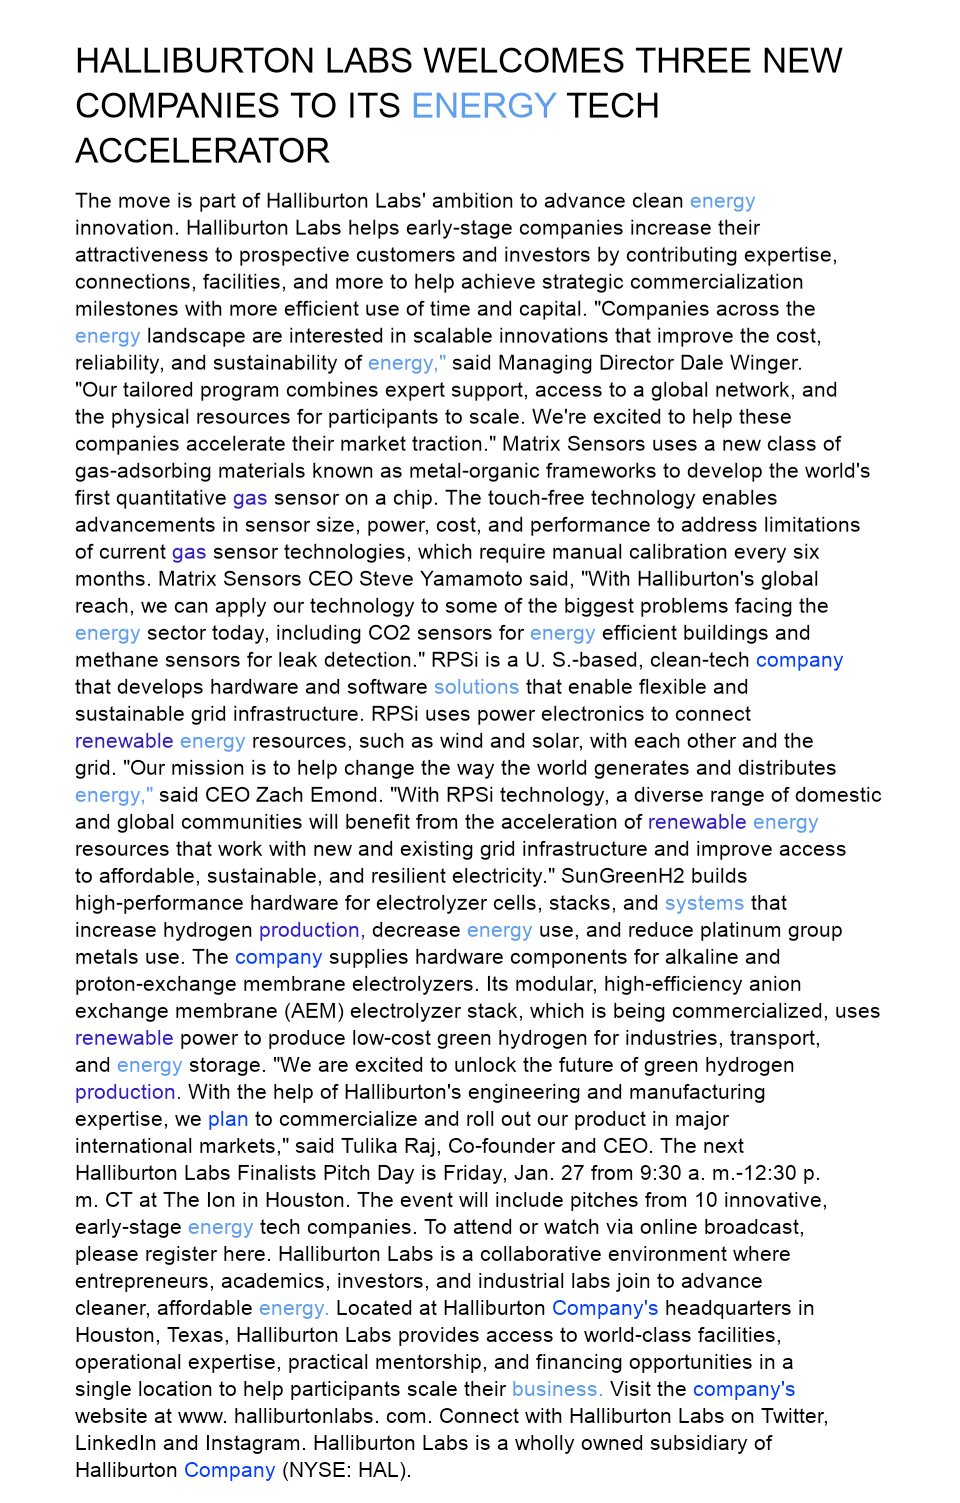 HALLIBURTON LABS WELCOMES THREE NEW
COMPANIES TO ITS ENERGY TECH
ACCELERATOR
The move is part of Halliburton Labs' ambition to advance clean energy
innovation. Halliburton Labs helps early-stage companies increase their
attractiveness to prospective customers and investors by contributing expertise,
connections, facilities, and more to help achieve strategic commercialization
milestones with more efficient use of time and capital. "Companies across the
energy landscape are interested in scalable innovations that improve the cost,
reliability, and sustainability of energy," said Managing Director Dale Winger.
"Our tailored program combines expert support, access to a global network, and
the physical resources for participants to scale. We're excited to help these
companies accelerate their market traction." Matrix Sensors uses a new class of
gas-adsorbing materials known as metal-organic frameworks to develop the world's
first quantitative gas sensor on a chip. The touch-free technology enables
advancements in sensor size, power, cost, and performance to address limitations
of current gas sensor technologies, which require manual calibration every six
months. Matrix Sensors CEO Steve Yamamoto said, "With Halliburton's global
reach, we can apply our technology to some of the biggest problems facing the
energy sector today, including CO2 sensors for energy efficient buildings and
methane sensors for leak detection." RPSi is a U. S.-based, clean-tech company
that develops hardware and software solutions that enable flexible and
sustainable grid infrastructure. RPSi uses power electronics to connect
renewable energy resources, such as wind and solar, with each other and the
grid. "Our mission is to help change the way the world generates and distributes
energy," said CEO Zach Emond. "With RPSi technology, a diverse range of domestic
and global communities will benefit from the acceleration of renewable energy
resources that work with new and existing grid infrastructure and improve access
to affordable, sustainable, and resilient electricity." SunGreenH2 builds
high-performance hardware for electrolyzer cells, stacks, and systems that
increase hydrogen production, decrease energy use, and reduce platinum group
metals use. The company supplies hardware components for alkaline and
proton-exchange membrane electrolyzers. Its modular, high-efficiency anion
exchange membrane (AEM) electrolyzer stack, which is being commercialized, uses
renewable power to produce low-cost green hydrogen for industries, transport,
and energy storage. "We are excited to unlock the future of green hydrogen
production. With the help of Halliburton's engineering and manufacturing
expertise, we plan to commercialize and roll out our product in major
international markets," said Tulika Raj, Co-founder and CEO. The next
Halliburton Labs Finalists Pitch Day is Friday, Jan. 27 from 9:30 a. m.-12:30 p.
m. CT at The Ion in Houston. The event will include pitches from 10 innovative,
early-stage energy tech companies. To attend or watch via online broadcast,
please register here. Halliburton Labs is a collaborative environment where
entrepreneurs, academics, investors, and industrial labs join to advance
cleaner, affordable energy. Located at Halliburton Company's headquarters in
Houston, Texas, Halliburton Labs provides access to world-class facilities,
operational expertise, practical mentorship, and financing opportunities in a
single location to help participants scale their business. Visit the company's
website at www. halliburtonlabs. com. Connect with Halliburton Labs on Twitter,
LinkedIn and Instagram. Halliburton Labs is a wholly owned subsidiary of
Halliburton Company (NYSE: HAL).